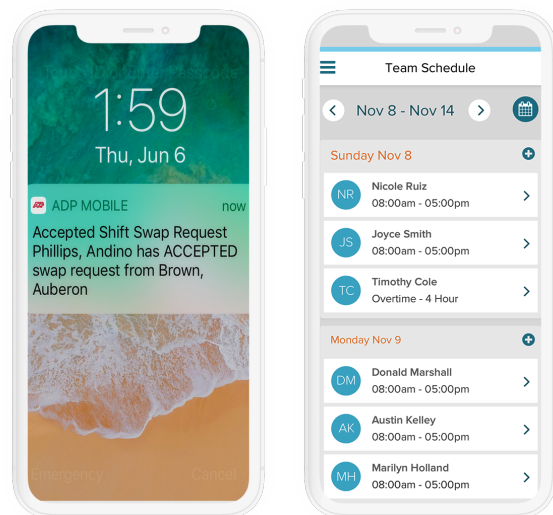 1:59
Thu, Jun 6
ADP MOBILE now
Accepted Shift Swap Request
Phillips, Andino has ACCEPTED
swap request from Brown,
Auberon
Emergency Cancel
Team Schedule
Nov 8 - Nov 14
Sunday Nov 8
NR
Nicole Ruiz
08:00am - 05:00pm
JS
Joyce Smith
08:00am - 05:00pm
TC
Timothy Cole
Overtime - 4 Hour
Monday Nov 9
DM
Donald Marshall
08:00am - 05:00pm
AK
Austin Kelley
08:00am - 05:00pm
MH
Marilyn Holland
08:00am - 05:00pm